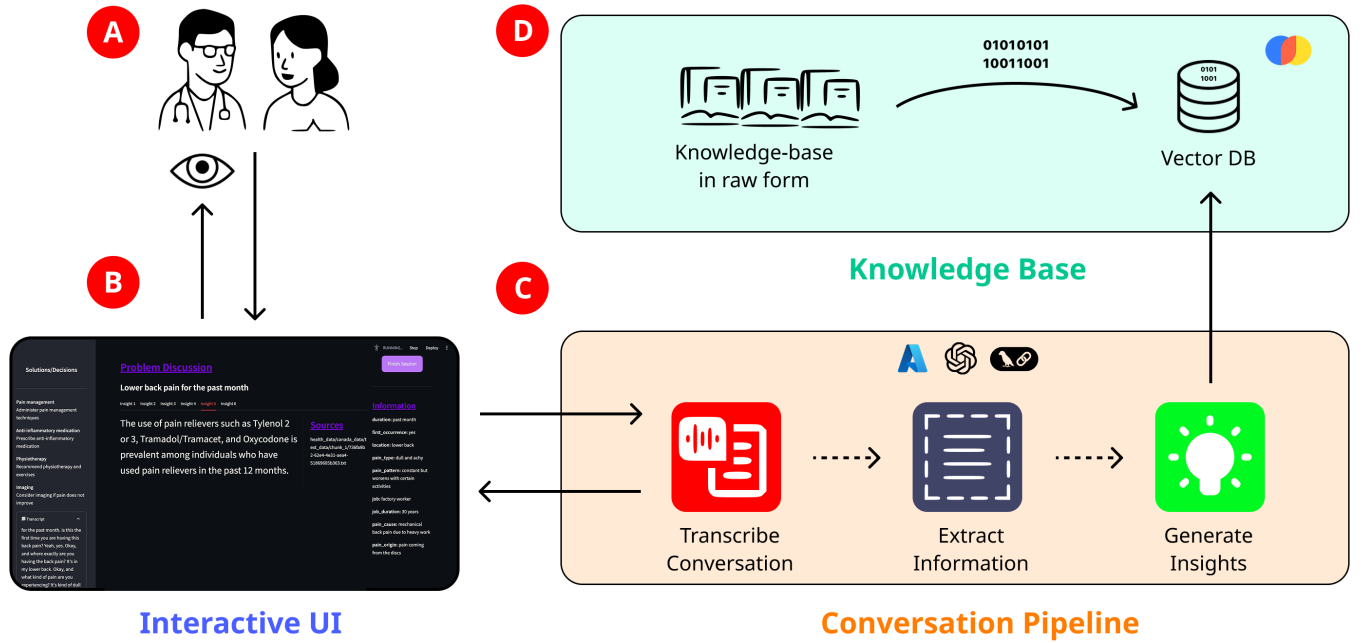 A
D
01010101
10011001
0101
1001
Knowledge-base
in raw form
Vector DB
Knowledge Base
B
C
RUNNING...
Stop
Deploy
Finish Session
Solutions/Decisions
Pain management
Administer pain management
techniques
Anti-inflammatory medication
Prescribe anti-inflammatory
medication
Physiotherapy
Recommend physiotherapy and
exercises
Imaging
Consider imaging if pain does not
improve
Transcript
for the past month. Is this the
first time you are having this
back pain? Yeah, yes. Okay,
and where exactly are you
having the back pain? It's in
my lower back. Okay, and
what kind of pain are you
experiencing? It's kind of dull
Problem Discussion
Lower back pain for the past month
Insight 1 Insight 2 Insight 3 Insight 4 Insight 5 Insight 6
The use of pain relievers such as Tylenol 2
or 3, Tramadol/Tramacet, and Oxycodone is
prevalent among individuals who have
used pain relievers in the past 12 months.
Sources
health_data/canada_data/t
Information
duration: past month
first_occurrence: yes
location: lower back
pain_type: dull and achy
pain_pattern: constant but
worsens with certain
activities
job: factory worker
job_duration: 30 years
pain_cause: mechanical
back pain due to heavy work
pain_origin: pain coming
from the discs
Interactive UI
Transcribe
Conversation
Extract
Information
Generate
Insights
Conversation Pipeline